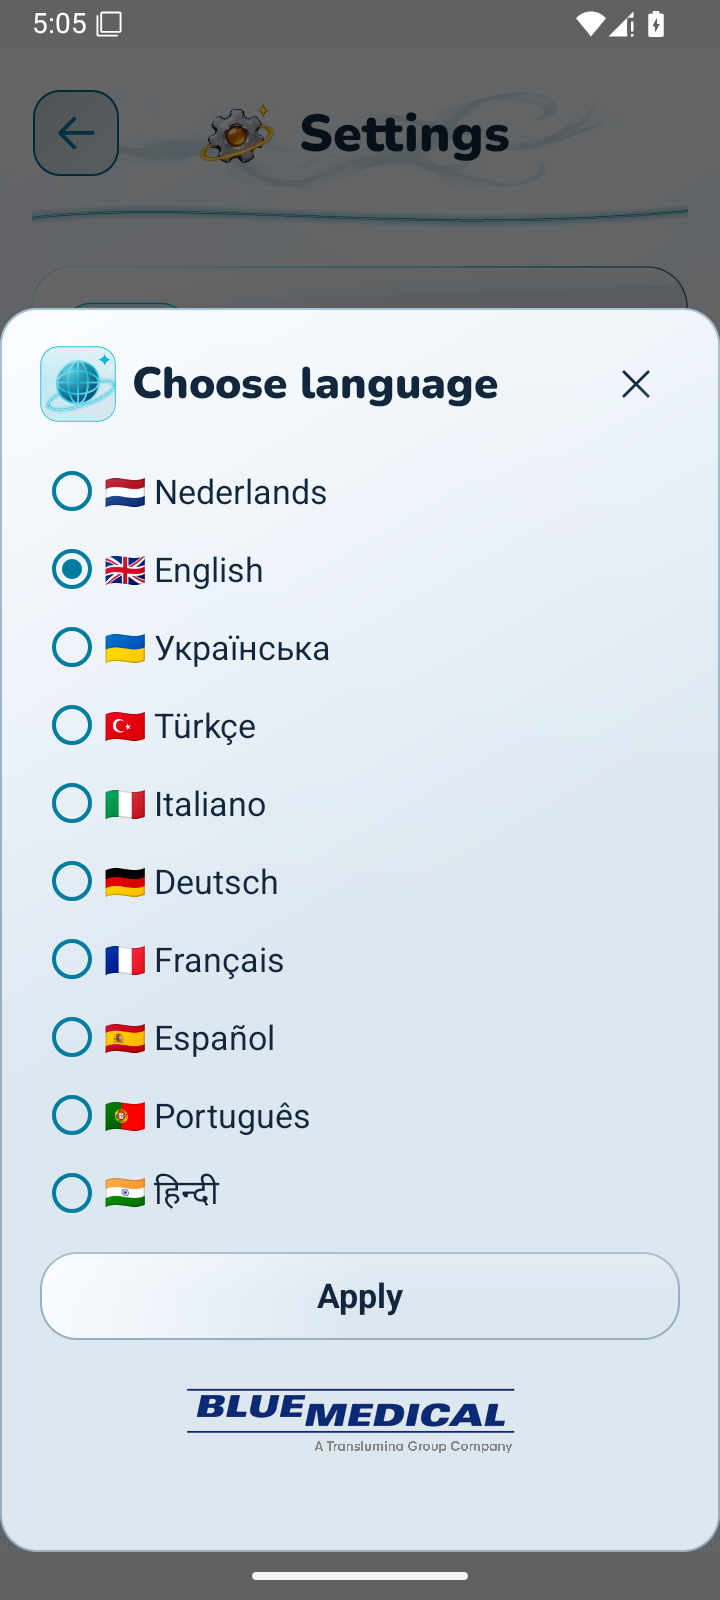 5:05
Settings
Choose language
Nederlands
English
Українська
Türkçe
Italiano
Deutsch
Français
Español
Português
हिन्दी
Apply
BLUEMEDICAL
A Translumina Group Company